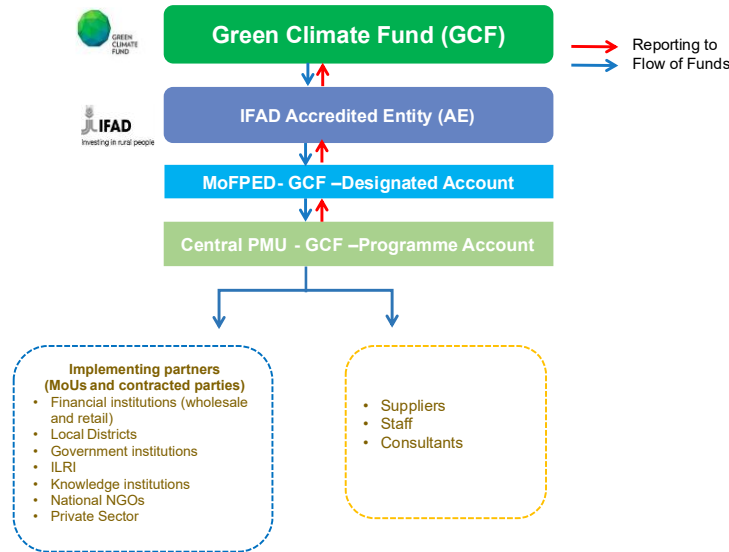 GREEN
CLIMATE
FUND
Green Climate Fund (GCF)
Reporting to
Flow of Funds
IFAD
Investing in rural people
IFAD Accredited Entity (AE)
MoFPED- GCF –Designated Account
Central PMU - GCF –Programme Account
Implementing partners
(MoUs and contracted parties)
• Financial institutions (wholesale
and retail)
• Local Districts
• Government institutions
• ILRI
• Knowledge institutions
• National NGOs
• Private Sector
• Suppliers
• Staff
• Consultants